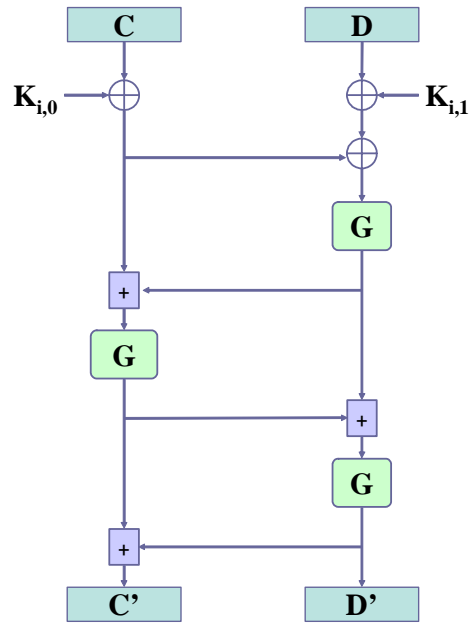 C D
K_{i,0} K_{i,1}
G
+
G
+
G
+
C' D'